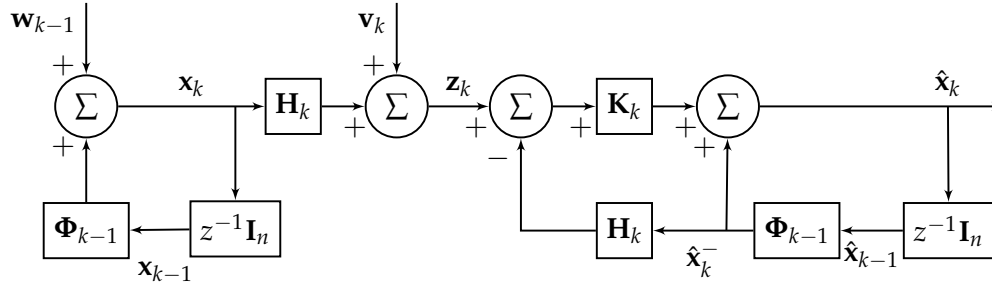 w_{k−1}
v_k
+
x_k
+
z_k
x̂_k
Σ
H_k
Σ
Σ
K_k
Σ
+
+
+
+
+
+
−
Φ_{k−1}
z^{−1}I_n
H_k
Φ_{k−1}
z^{−1}I_n
x_{k−1}
x̂_k^−
x̂_{k−1}